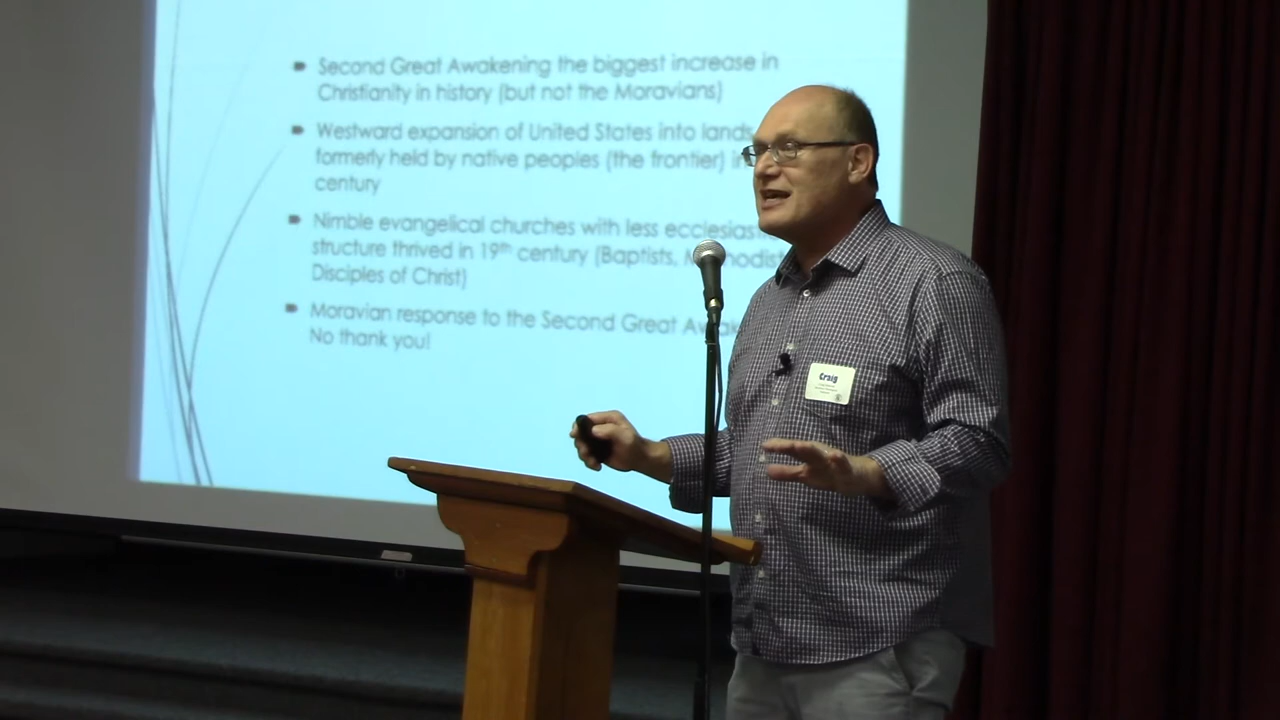 Second Great Awakening the biggest increase in
Christianity in history (but not the Moravians)
Westward expansion of United States into lands
formerly held by native peoples (the frontier)
century
Nimble evangelical churches with less
structure thrived in 19th century (Baptists,
Disciples of Christ)
Moravian response to the Second Great
No thank you!
Craig